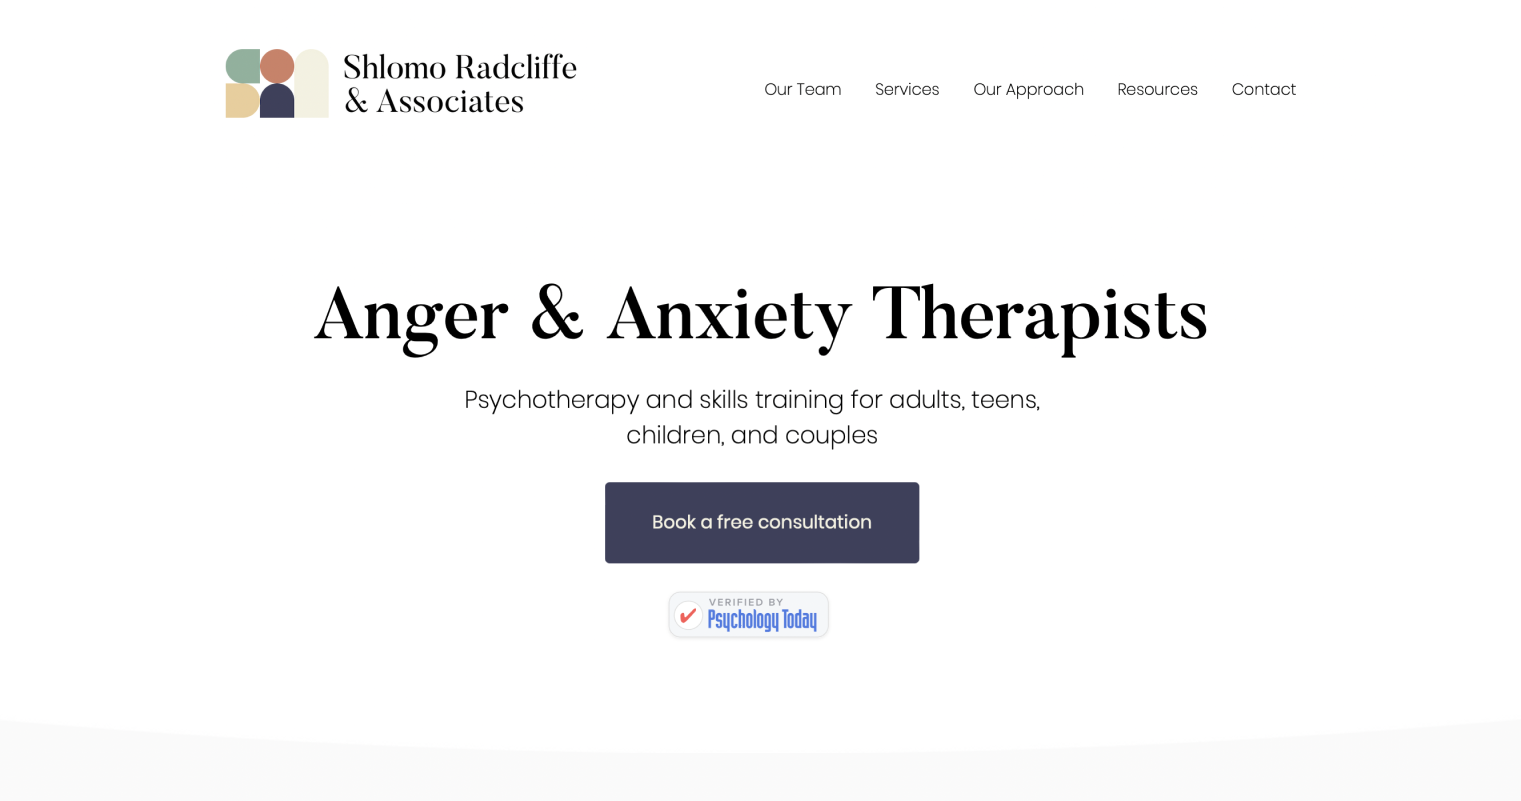 Shlomo Radcliffe
& Associates
Our Team Services Our Approach Resources Contact
Anger & Anxiety Therapists
Psychotherapy and skills training for adults, teens,
children, and couples
Book a free consultation
VERIFIED BY
Psychology Today